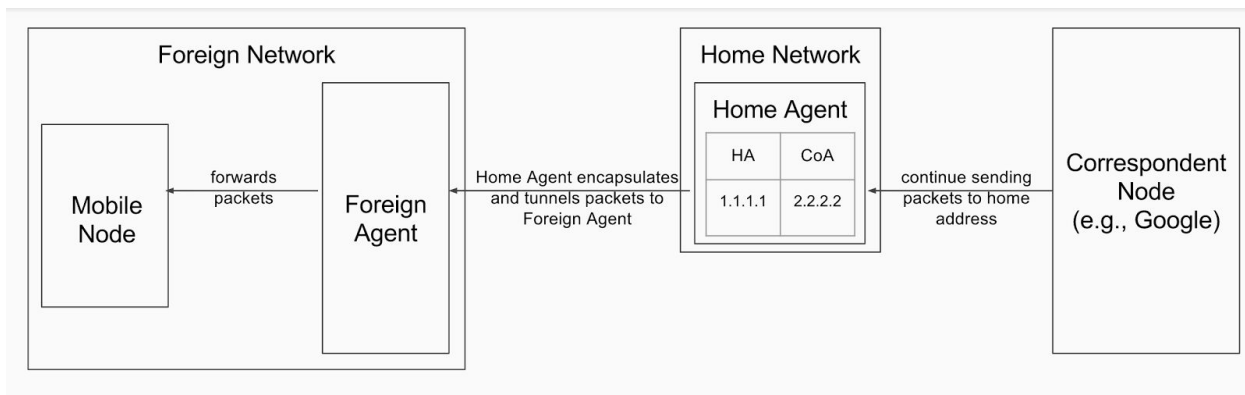 Foreign Network
Mobile
Node
forwards
packets
Foreign
Agent
Home Agent encapsulates
and tunnels packets to
Foreign Agent
Home Network
Home Agent
HA CoA
1.1.1.1 2.2.2.2
continue sending
packets to home
address
Correspondent
Node
(e.g., Google)